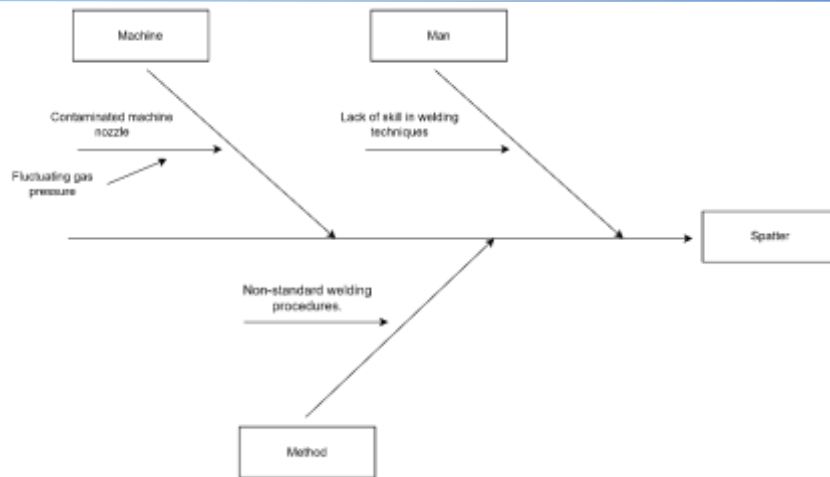 Machine
Man
Contaminated machine
nozzle
Lack of skill in welding
techniques
Fluctuating gas
pressure
Spatter
Non-standard welding
procedures.
Method